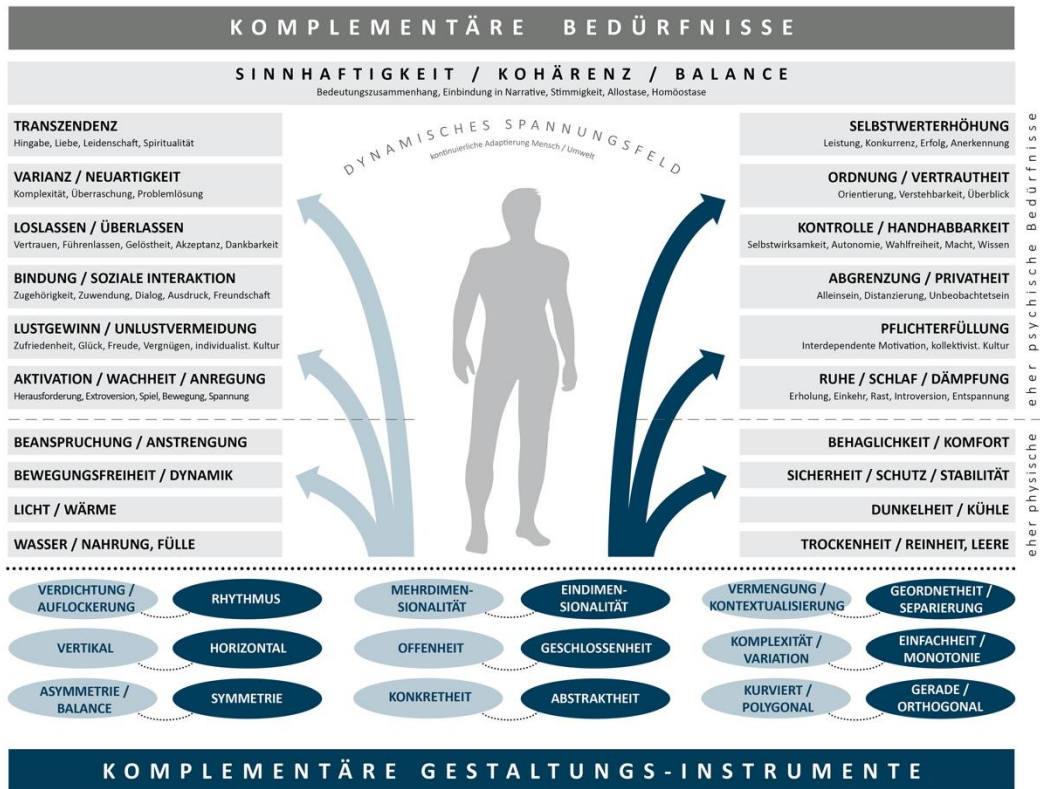 KOMPLEMENTÄRE BEDÜRFNISSE
SINNHAFTIGKEIT / KOHÄRENZ / BALANCE
Bedeutungszusammenhang, Einbindung in Narrative, Stimmigkeit, Allostase, Homöostase
DYNAMISCHES SPANNUNGSFELD
kontinuierliche Adaptierung Mensch / Umwelt
TRANSZENDENZ
Hingabe, Liebe, Leidenschaft, Spiritualität
VARIANZ / NEUARTIGKEIT
Komplexität, Überraschung, Problemlösung
LOSLASSEN / ÜBERLASSEN
Vertrauen, Führenlassen, Gelöstheit, Akzeptanz, Dankbarkeit
BINDUNG / SOZIALE INTERAKTION
Zugehörigkeit, Zuwendung, Dialog, Ausdruck, Freundschaft
LUSTGEWINN / UNLUSTVERMEIDUNG
Zufriedenheit, Glück, Freude, Vergnügen, individualist. Kultur
AKTIVATION / WACHHEIT / ANREGUNG
Herausforderung, Extroversion, Spiel, Bewegung, Spannung
BEANSPRUCHUNG / ANSTRENGUNG
BEWEGUNGSFREIHEIT / DYNAMIK
LICHT / WÄRME
WASSER / NAHRUNG, FÜLLE
SELBSTWERTERHÖHUNG
Leistung, Konkurrenz, Erfolg, Anerkennung
ORDNUNG / VERTRAUTHEIT
Orientierung, Verstehbarkeit, Überblick
KONTROLLE / HANDHABBARKEIT
Selbstwirksamkeit, Autonomie, Wahlfreiheit, Macht, Wissen
ABGRENZUNG / PRIVATHEIT
Alleinsein, Distanzierung, Unbeobachtetsein
PFLICHTERFÜLLUNG
Interdependente Motivation, kollektivist. Kultur
RUHE / SCHLAF / DÄMPFUNG
Erholung, Einkehr, Rast, Introversion, Entspannung
BEHAGLICHKEIT / KOMFORT
SICHERHEIT / SCHUTZ / STABILITÄT
DUNKELHEIT / KÜHLE
TROCKENHEIT / REINHEIT, LEERE
eher psychische Bedürfnisse
eher physische
VERDICHTUNG /
AUFLOCKERUNG
RHYTHMUS
MEHRDIMEN-
SIONALITÄT
EINDIMEN-
SIONALITÄT
VERMENGUNG /
KONTEXTUALISIERUNG
GEORDNETHEIT /
SEPARIERUNG
VERTIKAL
HORIZONTAL
OFFENHEIT
GESCHLOSSENHEIT
KOMPLEXITÄT /
VARIATION
EINFACHHEIT /
MONOTONIE
ASYMMETRIE /
BALANCE
SYMMETRIE
KONKRETHEIT
ABSTRAKTHEIT
KURVIERT /
POLYGONAL
GERADE /
ORTHOGONAL
KOMPLEMENTÄRE GESTALTUNGS-INSTRUMENTE